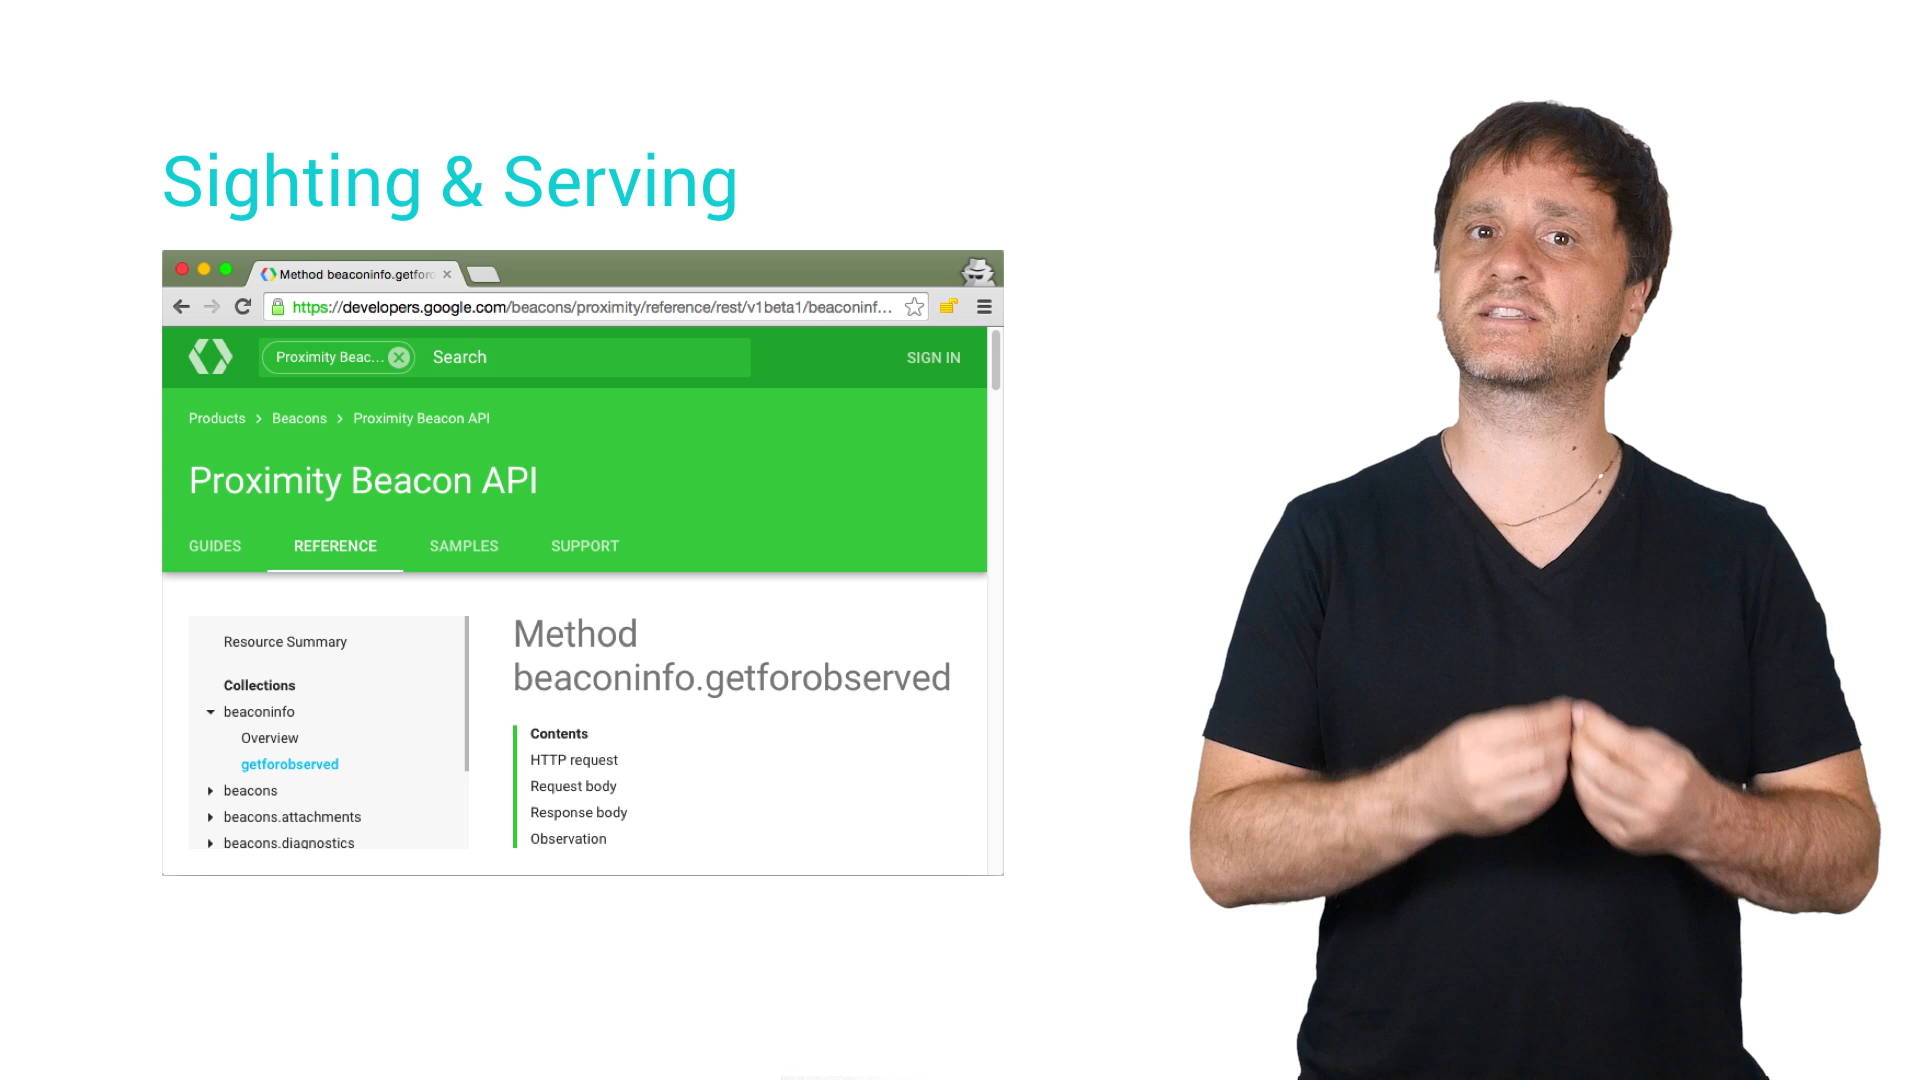 Sighting & Serving
Method beaconinfo.getforc
https://developers.google.com/beacons/proximity/reference/rest/v1beta1/beaconinf...
Proximity Beac...
Search
SIGN IN
Products > Beacons > Proximity Beacon API
Proximity Beacon API
GUIDES
REFERENCE
SAMPLES
SUPPORT
Resource Summary
Collections
beaconinfo
Overview
getforobserved
beacons
beacons.attachments
beacons.diagnostics
Method
beaconinfo.getforobserved
Contents
HTTP request
Request body
Response body
Observation